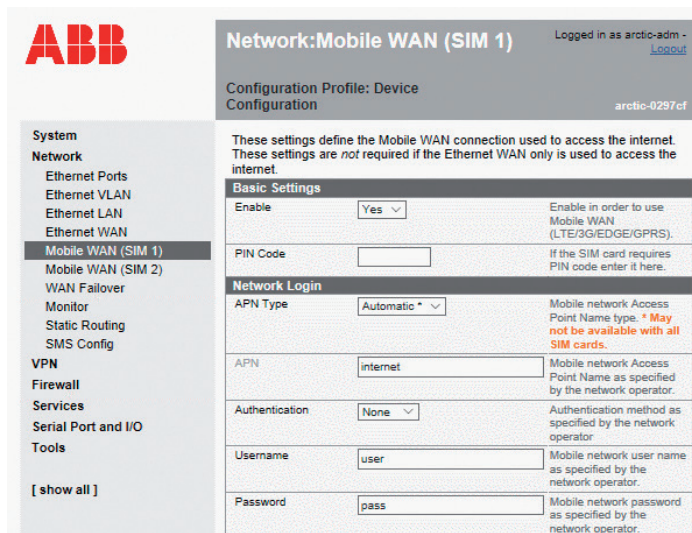 ABB
Network:Mobile WAN (SIM 1)
Logged in as arctic-adm -
Logout
Configuration Profile: Device
Configuration
arctic-0297cf
System
Network
Ethernet Ports
Ethernet VLAN
Ethernet LAN
Ethernet WAN
Mobile WAN (SIM 1)
Mobile WAN (SIM 2)
WAN Failover
Monitor
Static Routing
SMS Config
VPN
Firewall
Services
Serial Port and I/O
Tools
[ show all ]
These settings define the Mobile WAN connection used to access the internet.
These settings are not required if the Ethernet WAN only is used to access the
internet.
Basic Settings
Enable
Yes
Enable in order to use
Mobile WAN
(LTE/3G/EDGE/GPRS).
PIN Code
If the SIM card requires
PIN code enter it here.
Network Login
APN Type
Automatic *
Mobile network Access
Point Name type. * May
not be available with all
SIM cards.
APN
internet
Mobile network Access
Point Name as specified
by the network operator.
Authentication
None
Authentication method as
specified by the network
operator
Username
user
Mobile network user name
as specified by the
network operator.
Password
pass
Mobile network password
as specified by the
network operator.